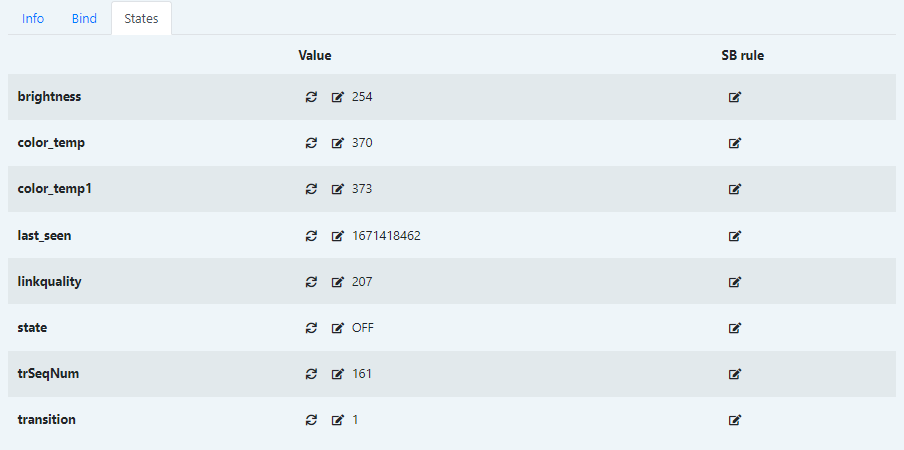 Info Bind States
Value SB rule
brightness 254
color_temp 370
color_temp1 373
last_seen 1671418462
linkquality 207
state OFF
trSeqNum 161
transition 1